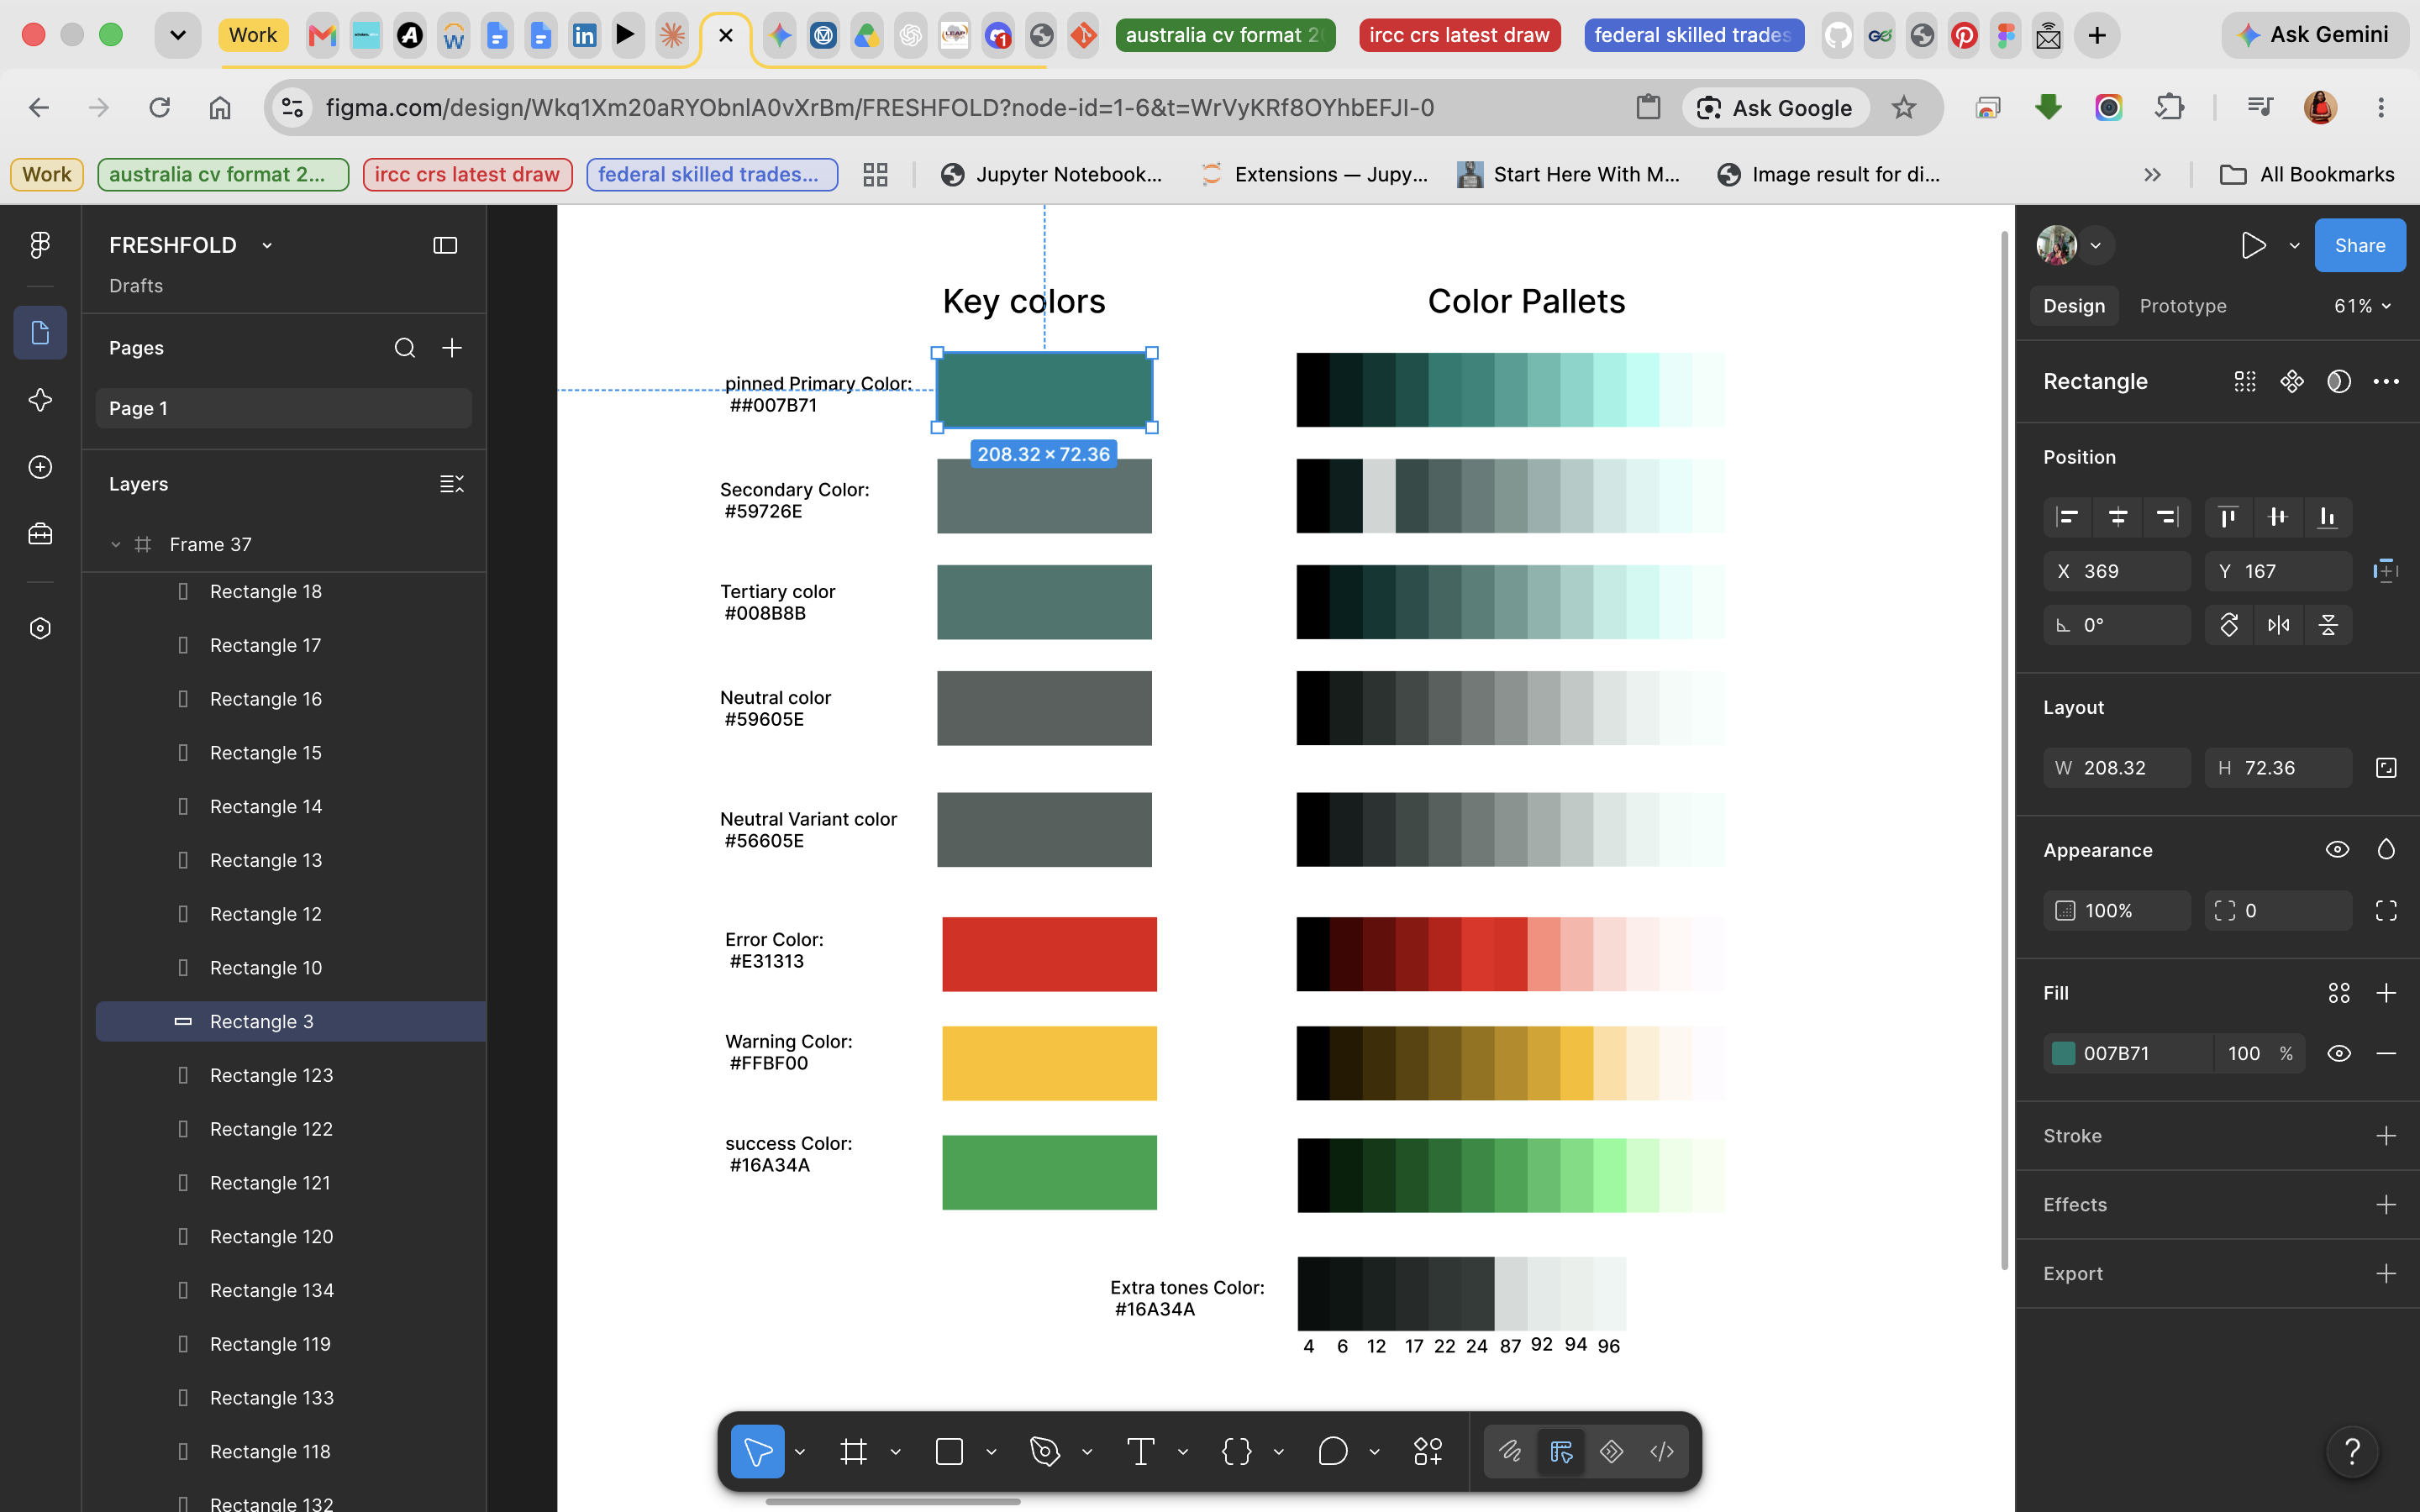 Work
1
australia cv format 2
ircc crs latest draw
federal skilled trades
Ask Gemini
figma.com/design/Wkq1Xm20aRYObnlA0vXrBm/FRESHFOLD?node-id=1-6&t=WrVyKRf8OYhbEFJI-0
Ask Google
Work
australia cv format 2...
ircc crs latest draw
federal skilled trades...
Jupyter Notebook...
Extensions — Jupy...
Start Here With M...
Image result for di...
All Bookmarks
FRESHFOLD
Drafts
Pages
Page 1
Layers
Frame 37
Rectangle 18
Rectangle 17
Rectangle 16
Rectangle 15
Rectangle 14
Rectangle 13
Rectangle 12
Rectangle 10
Rectangle 3
Rectangle 123
Rectangle 122
Rectangle 121
Rectangle 120
Rectangle 134
Rectangle 119
Rectangle 133
Rectangle 118
Rectangle 132
Key colors
Color Pallets
pinned Primary Color:
##007B71
208.32 × 72.36
Secondary Color:
#59726E
Tertiary color
#008B8B
Neutral color
#59605E
Neutral Variant color
#56605E
Error Color:
#E31313
Warning Color:
#FFBF00
success Color:
#16A34A
Extra tones Color:
#16A34A
4 6 12 17 22 24 87 92 94 96
Share
Design
Prototype
61%
Rectangle
Position
X 369
Y 167
0°
Layout
W 208.32
H 72.36
Appearance
100%
0
Fill
007B71
100 %
Stroke
Effects
Export
?